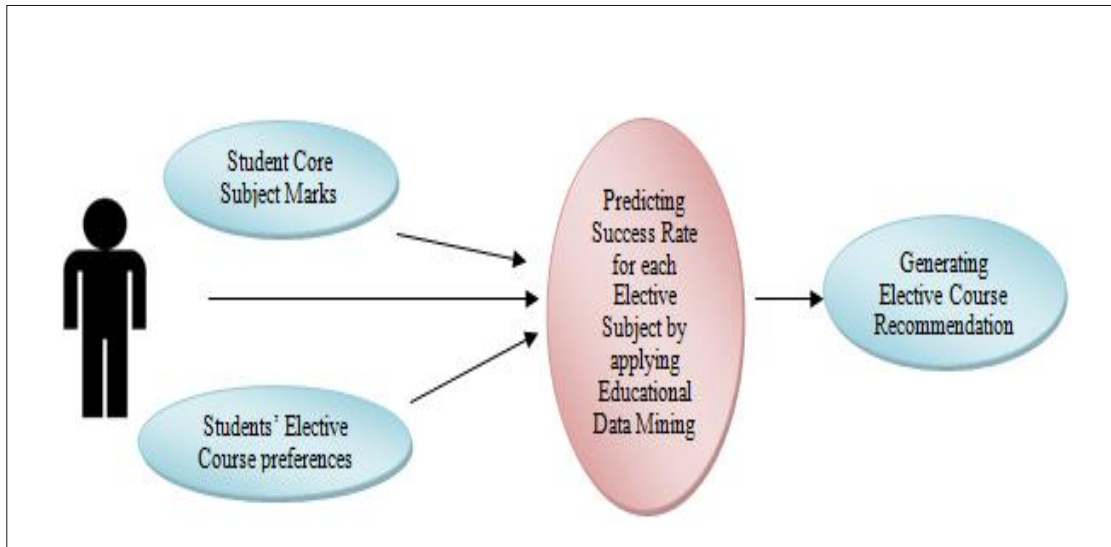 Student Core
Subject Marks
Students' Elective
Course preferences
Predicting
Success Rate
for each
Elective
Subject by
applying
Educational
Data Mining
Generating
Elective Course
Recommendation